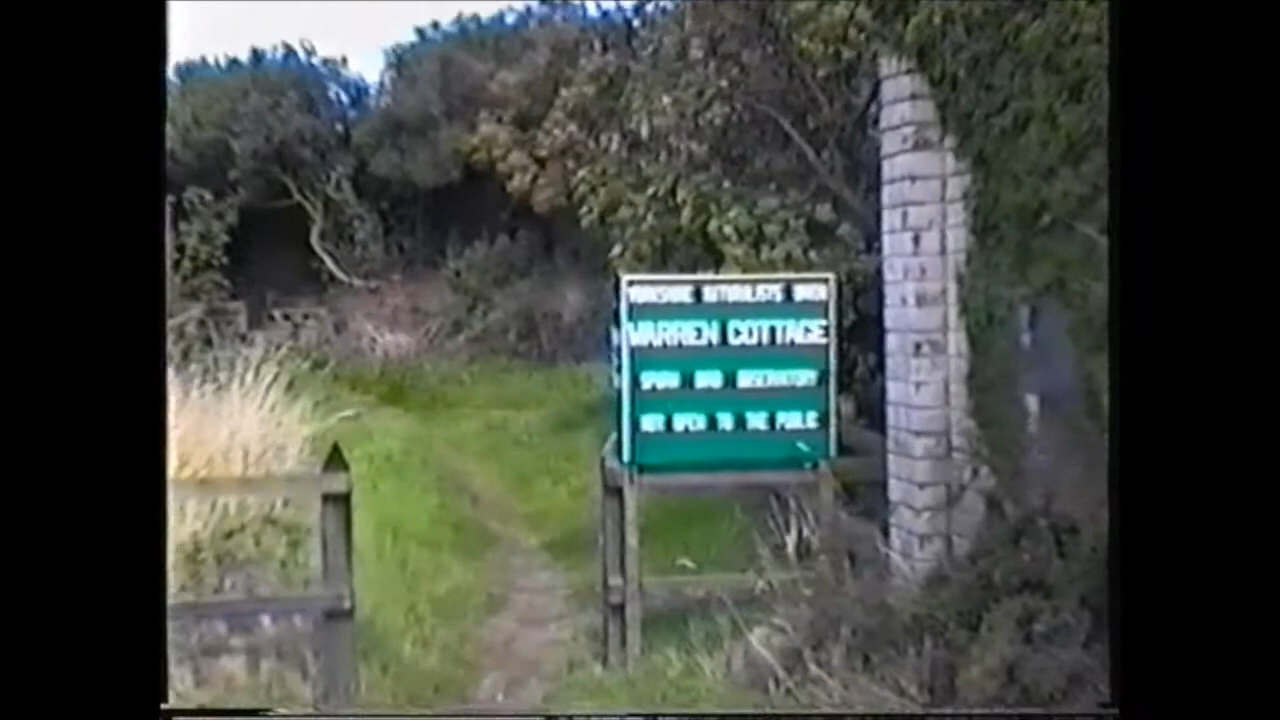 YORKSHIRE NATURALISTS UNION
WARREN COTTAGE
SPURN BIRD OBSERVATORY
NOT OPEN TO THE PUBLIC